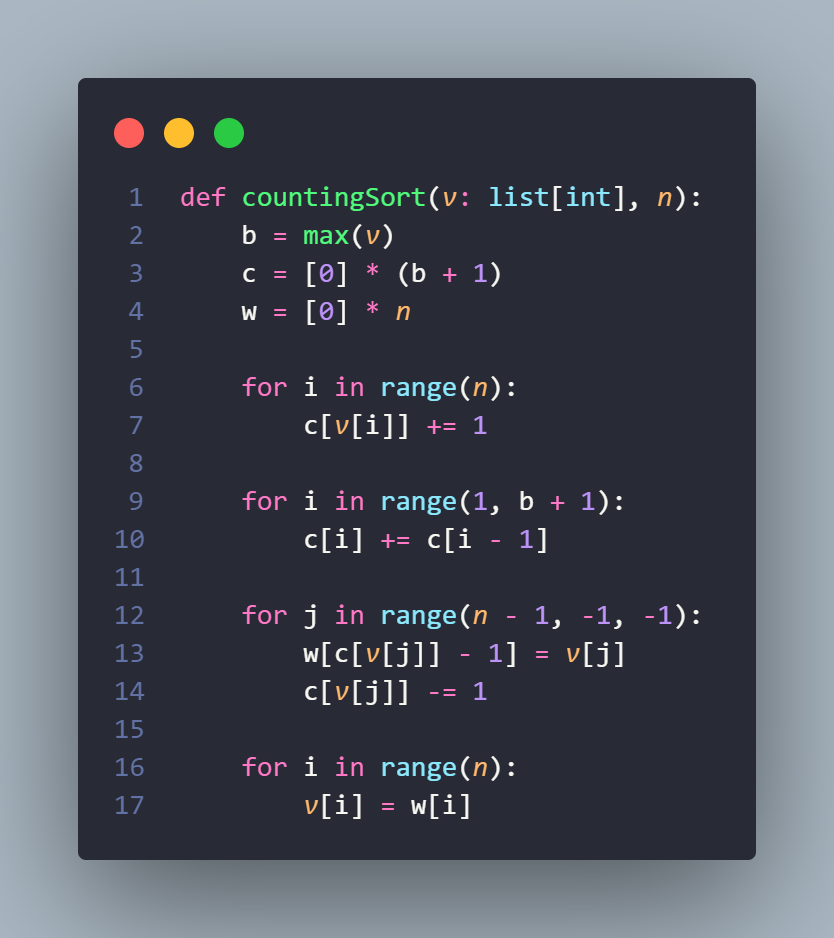 1 def countingSort(v: list[int], n):
2     b = max(v)
3     c = [0] * (b + 1)
4     w = [0] * n
5
6     for i in range(n):
7         c[v[i]] += 1
8
9     for i in range(1, b + 1):
10         c[i] += c[i - 1]
11
12     for j in range(n - 1, -1, -1):
13         w[c[v[j]] - 1] = v[j]
14         c[v[j]] -= 1
15
16     for i in range(n):
17         v[i] = w[i]